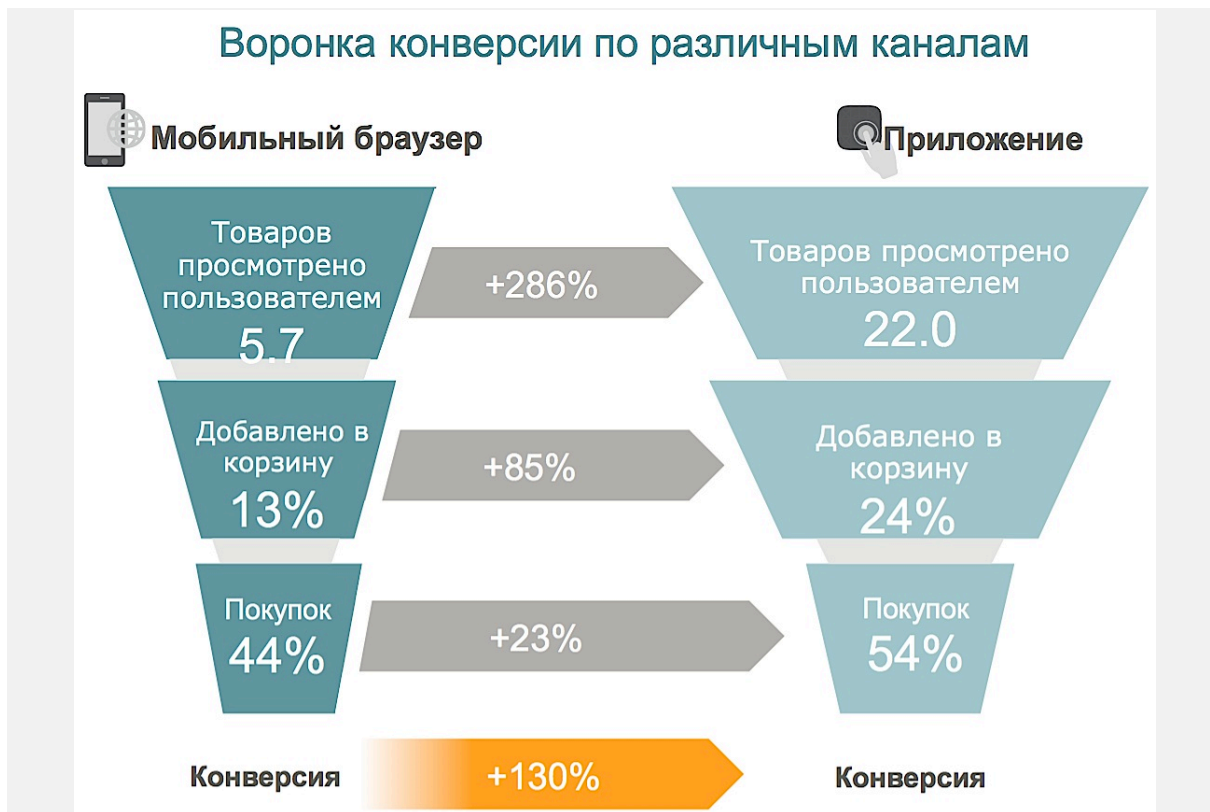 Воронка конверсии по различным каналам
Мобильный браузер
Приложение
Товаров
просмотрено
пользователем
5.7
+286%
Товаров просмотрено
пользователем
22.0
Добавлено в
корзину
13%
+85%
Добавлено в
корзину
24%
Покупок
44%
+23%
Покупок
54%
Конверсия
+130%
Конверсия